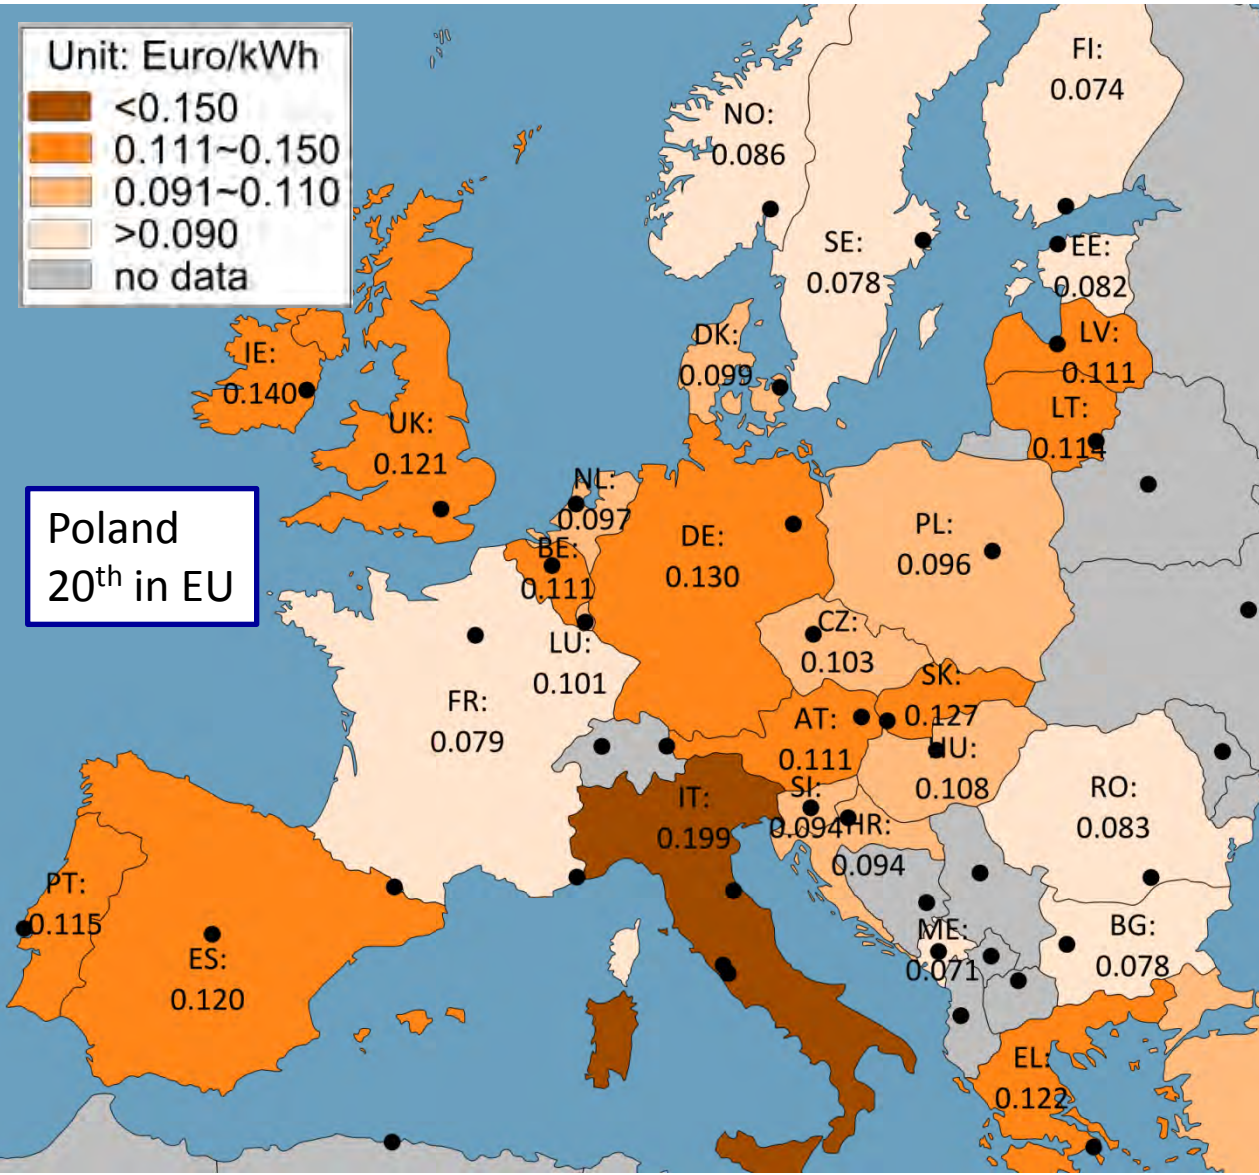 Unit: Euro/kWh
<0.150
0.111~0.150
0.091~0.110
>0.090
no data
FI:
0.074
NO:
0.086
SE:
0.078
EE:
0.082
LV:
0.111
LT:
0.114
DK:
0.099
IE:
0.140
UK:
0.121
NL:
0.097
BE:
0.111
DE:
0.130
PL:
0.096
Poland
20th in EU
LU:
0.101
CZ:
0.103
SK:
0.127
FR:
0.079
AT:
0.111
HU:
0.108
IT:
0.199
SI:
0.094
HR:
0.094
RO:
0.083
PT:
0.115
ES:
0.120
ME:
0.071
BG:
0.078
EL:
0.122